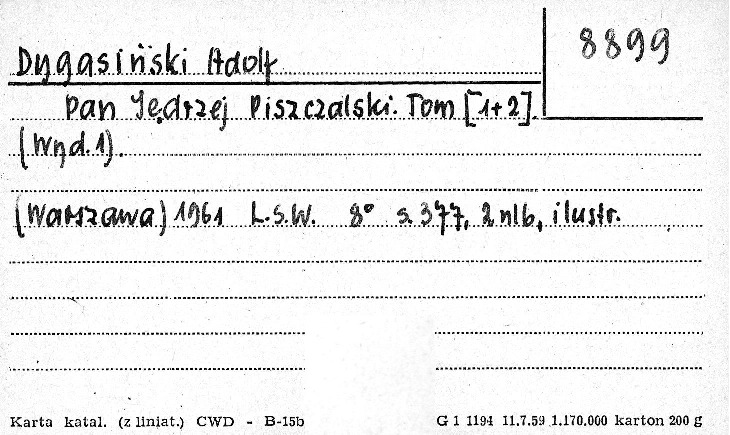 8899
Dygasiński Adolf
Pan Jędrzej Piszczalski. Tom [1+2].
(Wyd. 1).
(Warszawa) 1961 L.S.W. 8° s. 377, 2 nlb, ilustr.
Karta katal. (z liniat.) CWD - B-15b
G 1 1194 11.7.59 1.170.000 karton 200 g